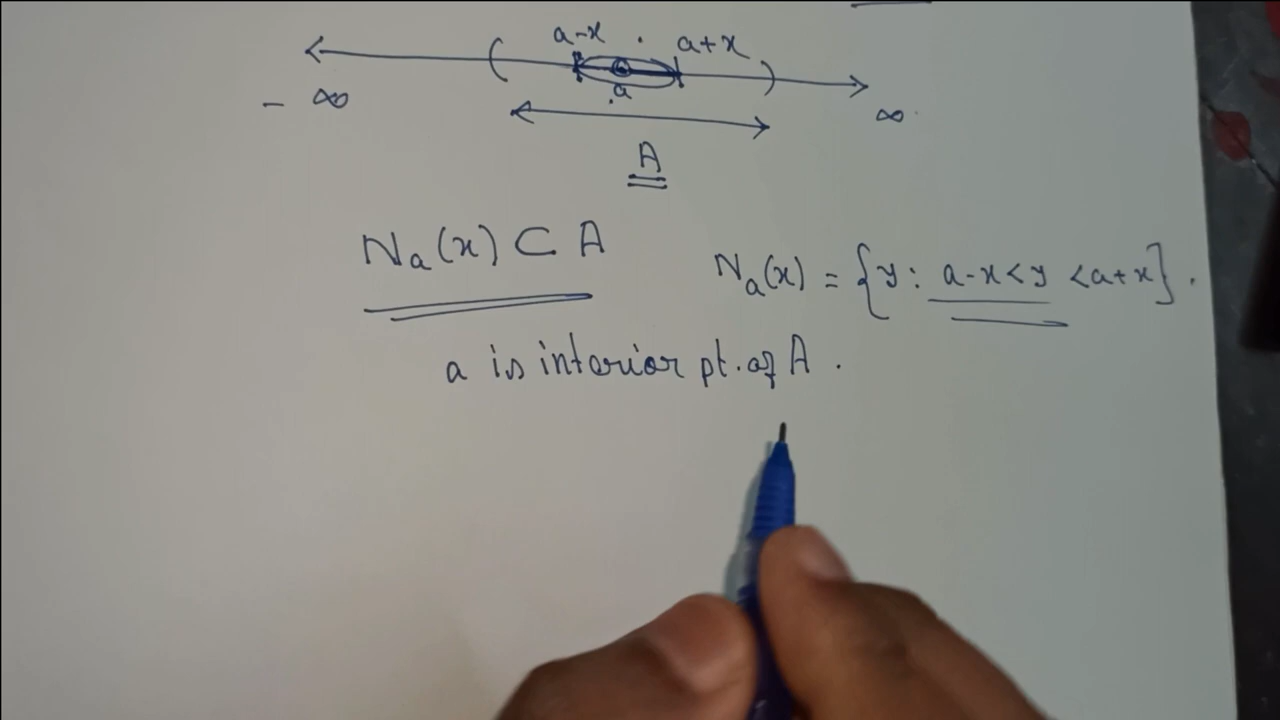 a-x a+x
a
- ∞ ∞
A
Na(x) ⊂ A
Na(x) = {y: a-x<y <a+x}.
a is interior pt. of A.